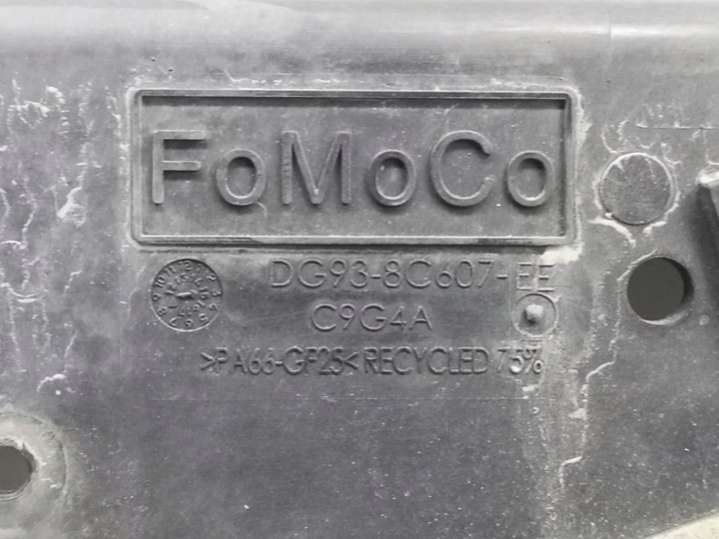 FoMoCo
DG93-8C607-EE
C9G4A
>PA66-GF25< RECYCLED 75%